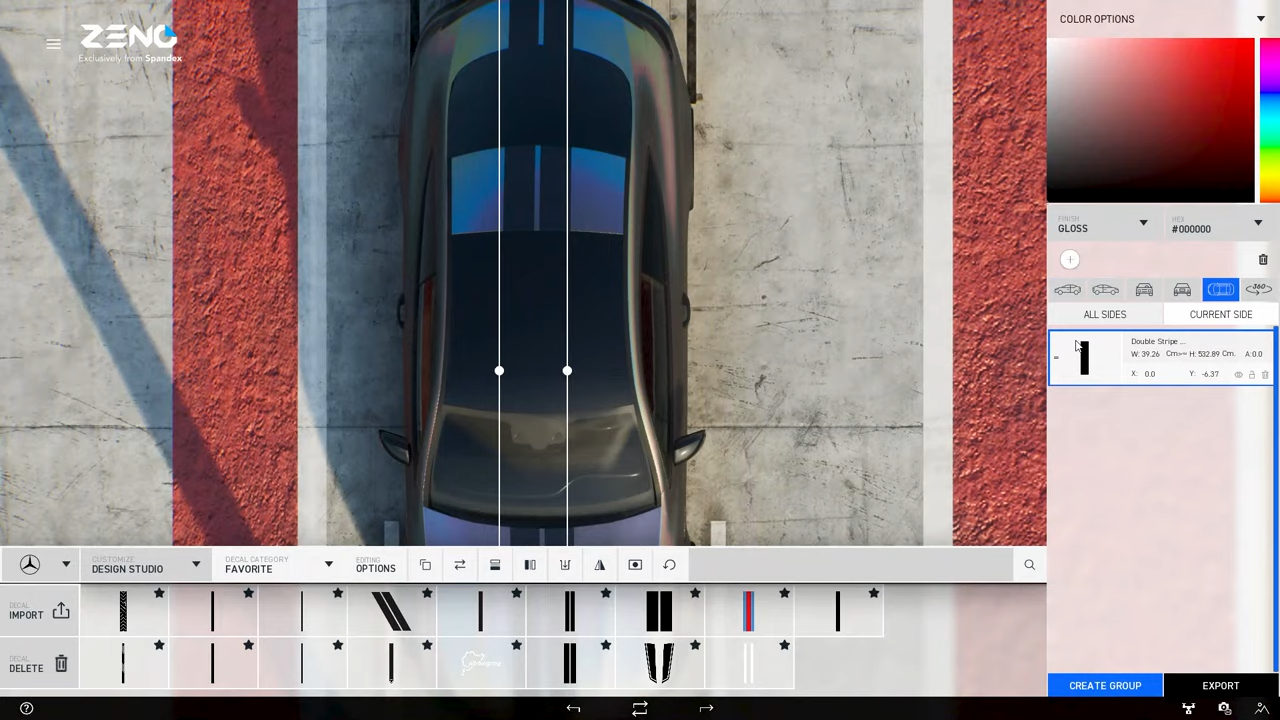 ZENO
Exclusively from Spandex
COLOR OPTIONS
FINISH
GLOSS
HEX
#000000
ALL SIDES
CURRENT SIDE
Double Stripe ...
W: 39.26 Cm. H: 532.89 Cm. A:0.0
X: 0.0 Y: -6.37
CUSTOMIZE
DESIGN STUDIO
DECAL CATEGORY
FAVORITE
EDITING
OPTIONS
DECAL
IMPORT
DECAL
DELETE
CREATE GROUP
EXPORT